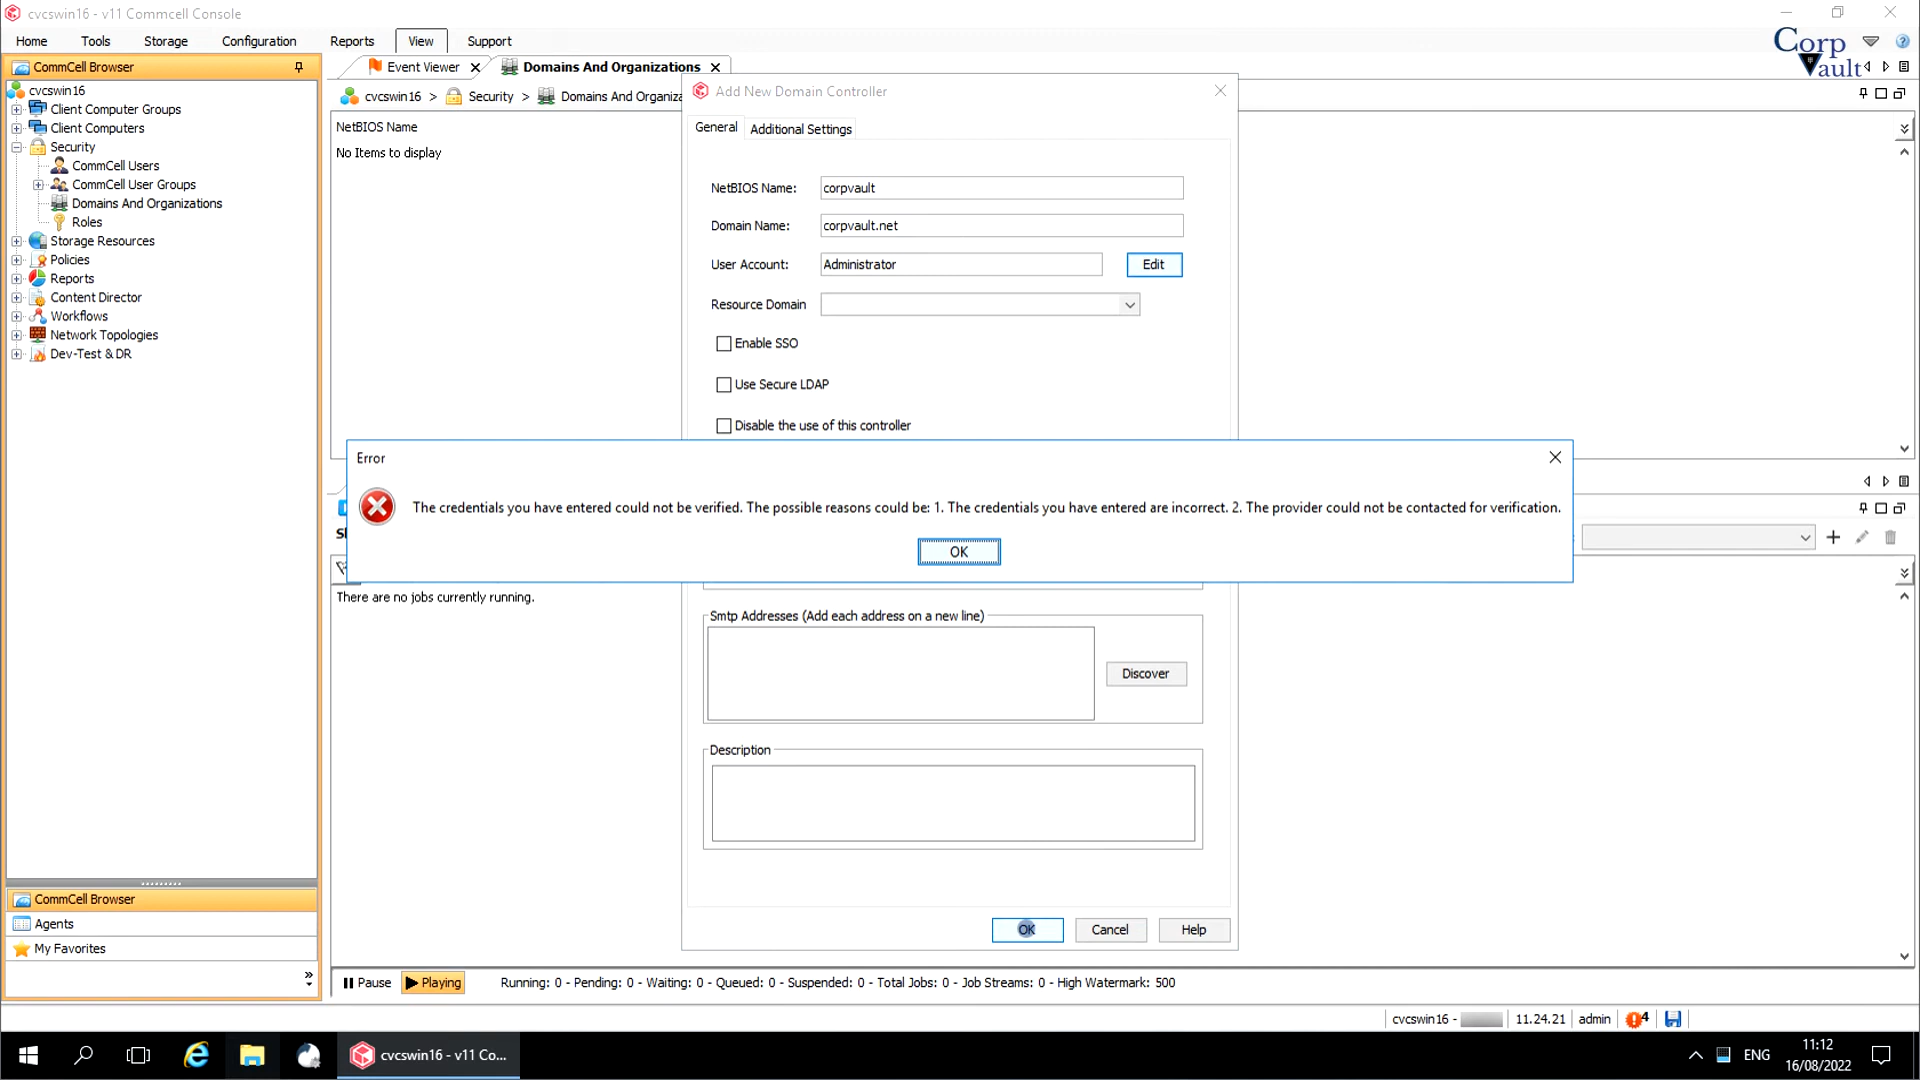 cvcswin16 - v11 Commcell Console
Home Tools Storage Configuration Reports View Support
Corp Vault
CommCell Browser
Event Viewer
Domains And Organizations
cvcswin16
Client Computer Groups
Client Computers
Security
CommCell Users
CommCell User Groups
Domains And Organizations
Roles
Storage Resources
Policies
Reports
Content Director
Workflows
Network Topologies
Dev-Test & DR
CommCell Browser
Agents
My Favorites
cvcswin16 > Security > Domains And Organiza
NetBIOS Name
No Items to display
Add New Domain Controller
General Additional Settings
NetBIOS Name: corpvault
Domain Name: corpvault.net
User Account: Administrator Edit
Resource Domain
Enable SSO
Use Secure LDAP
Disable the use of this controller
Error
The credentials you have entered could not be verified. The possible reasons could be: 1. The credentials you have entered are incorrect. 2. The provider could not be contacted for verification.
OK
There are no jobs currently running.
Smtp Addresses (Add each address on a new line)
Discover
Description
OK Cancel Help
Pause Playing Running: 0 - Pending: 0 - Waiting: 0 - Queued: 0 - Suspended: 0 - Total Jobs: 0 - Job Streams: 0 - High Watermark: 500
cvcswin16 - 11.24.21 admin 4
cvcswin16 - v11 Co...
ENG
11:12
16/08/2022